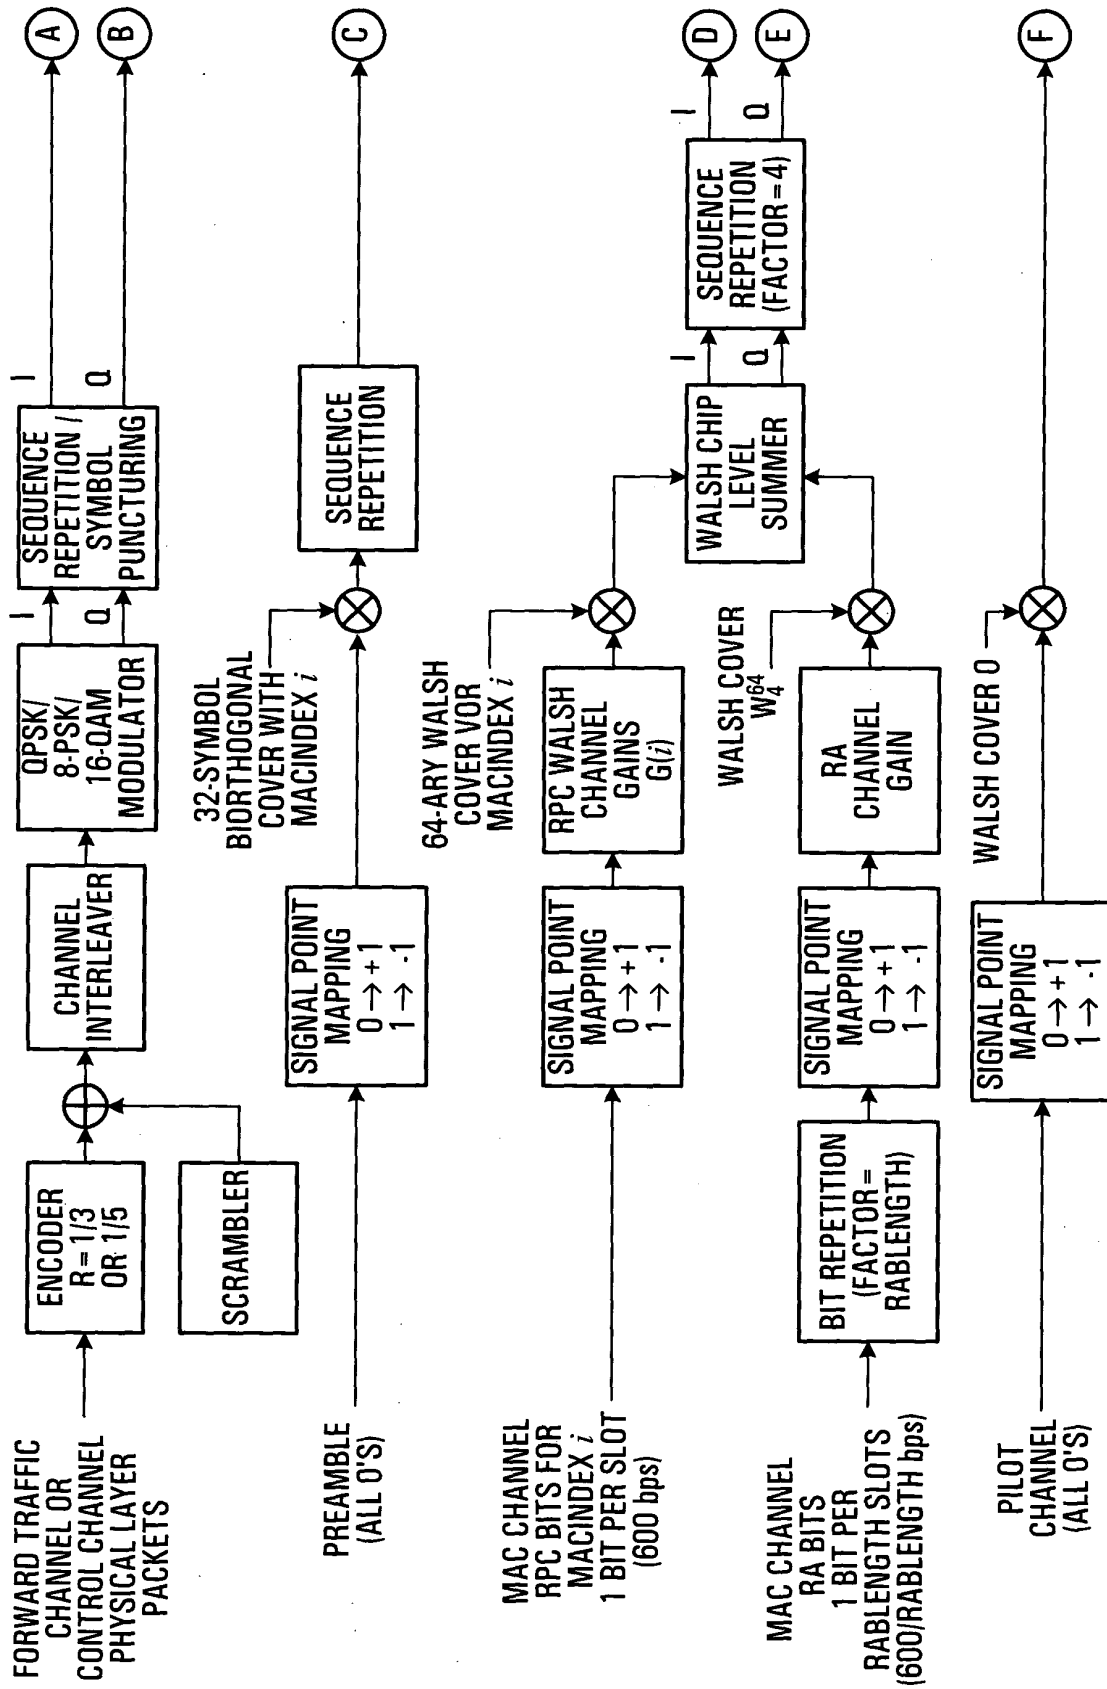 FORWARD TRAFFIC
CHANNEL OR
CONTROL CHANNEL
PHYSICAL LAYER
PACKETS
ENCODER
R = 1/3
OR 1/5
SCRAMBLER
CHANNEL
INTERLEAVER
QPSK/
8-PSK/
16-QAM
MODULATOR
I
Q
SEQUENCE
REPETITION /
SYMBOL
PUNCTURING
I
Q
A
B
PREAMBLE
(ALL 0'S)
SIGNAL POINT
MAPPING
0 → +1
1 → -1
32-SYMBOL
BIORTHOGONAL
COVER WITH
MACINDEX i
SEQUENCE
REPETITION
C
MAC CHANNEL
RPC BITS FOR
MACINDEX i
1 BIT PER SLOT
(600 bps)
SIGNAL POINT
MAPPING
0 → +1
1 → -1
RPC WALSH
CHANNEL
GAINS
G(i)
64-ARY WALSH
COVER VOR
MACINDEX i
WALSH CHIP
LEVEL
SUMMER
I
Q
SEQUENCE
REPETITION
(FACTOR = 4)
I
Q
D
E
MAC CHANNEL
RA BITS
1 BIT PER
RABLENGTH SLOTS
(600/RABLENGTH bps)
BIT REPETITION
(FACTOR =
RABLENGTH)
SIGNAL POINT
MAPPING
0 → +1
1 → -1
RA
CHANNEL
GAIN
WALSH COVER
W_4^64
PILOT
CHANNEL
(ALL 0'S)
SIGNAL POINT
MAPPING
0 → +1
1 → -1
WALSH COVER 0
F